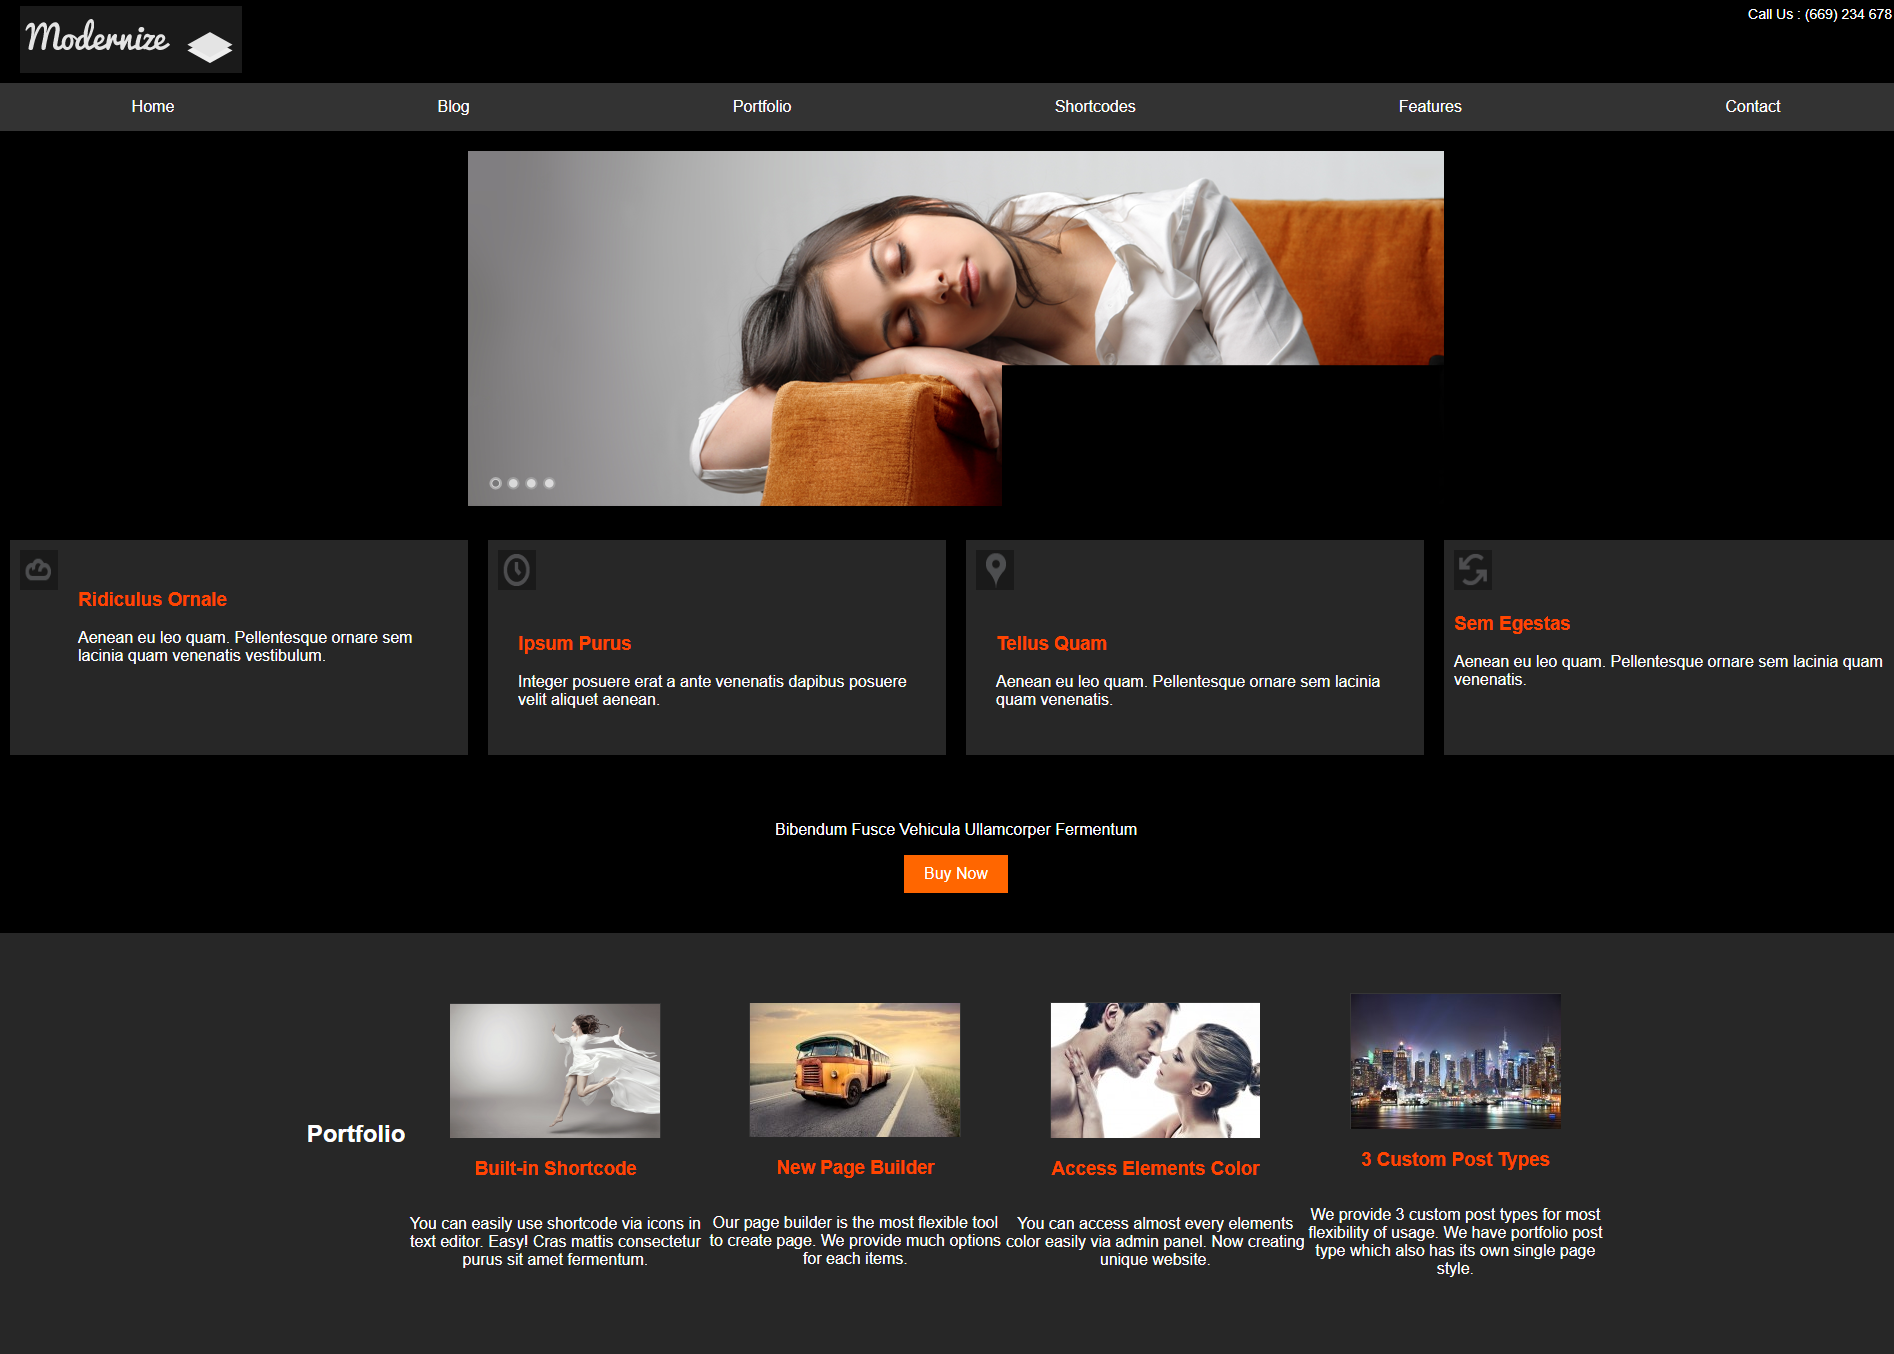 Modernize
Call Us : (669) 234 678
Home
Blog
Portfolio
Shortcodes
Features
Contact
Ridiculus Ornale
Aenean eu leo quam. Pellentesque ornare sem
lacinia quam venenatis vestibulum.
Ipsum Purus
Integer posuere erat a ante venenatis dapibus posuere
velit aliquet aenean.
Tellus Quam
Aenean eu leo quam. Pellentesque ornare sem lacinia
quam venenatis.
Sem Egestas
Aenean eu leo quam. Pellentesque ornare sem lacinia quam
venenatis.
Bibendum Fusce Vehicula Ullamcorper Fermentum
Buy Now
Portfolio
Built-in Shortcode
You can easily use shortcode via icons in
text editor. Easy! Cras mattis consectetur
purus sit amet fermentum.
New Page Builder
Our page builder is the most flexible tool
to create page. We provide much options
for each items.
Access Elements Color
You can access almost every elements
color easily via admin panel. Now creating
unique website.
3 Custom Post Types
We provide 3 custom post types for most
flexibility of usage. We have portfolio post
type which also has its own single page
style.